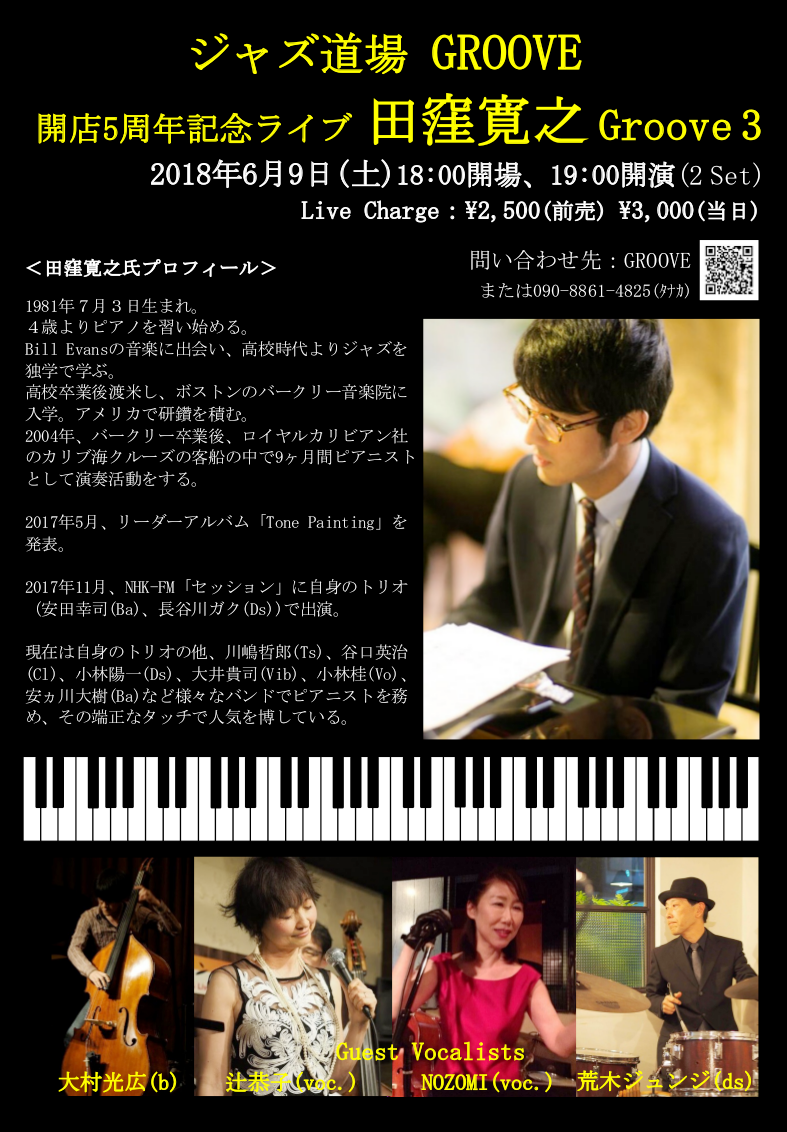 ジャズ道場 GROOVE
開店5周年記念ライブ 田窪寛之 Groove 3
2018年6月9日(土)18:00開場、19:00開演(2 Set)
Live Charge：¥2,500(前売) ¥3,000(当日)
＜田窪寛之氏プロフィール＞
問い合わせ先：GROOVE
または090-8861-4825(ﾀﾅｶ)
1981年７月３日生まれ。
４歳よりピアノを習い始める。
Bill Evansの音楽に出会い、高校時代よりジャズを
独学で学ぶ。
高校卒業後渡米し、ボストンのバークリー音楽院に
入学。アメリカで研鑽を積む。
2004年、バークリー卒業後、ロイヤルカリビアン社
のカリブ海クルーズの客船の中で9ヶ月間ピアニスト
として演奏活動をする。
2017年5月、リーダーアルバム「Tone Painting」を
発表。
2017年11月、NHK-FM「セッション」に自身のトリオ
(安田幸司(Ba)、長谷川ガク(Ds))で出演。
現在は自身のトリオの他、川嶋哲郎(Ts)、谷口英治
(Cl)、小林陽一(Ds)、大井貴司(Vib)、小林桂(Vo)、
安ヵ川大樹(Ba)など様々なバンドでピアニストを務
め、その端正なタッチで人気を博している。
Guest Vocalists
大村光広(b) 辻恭子(voc.) NOZOMI(voc.) 荒木ジュンジ(ds)